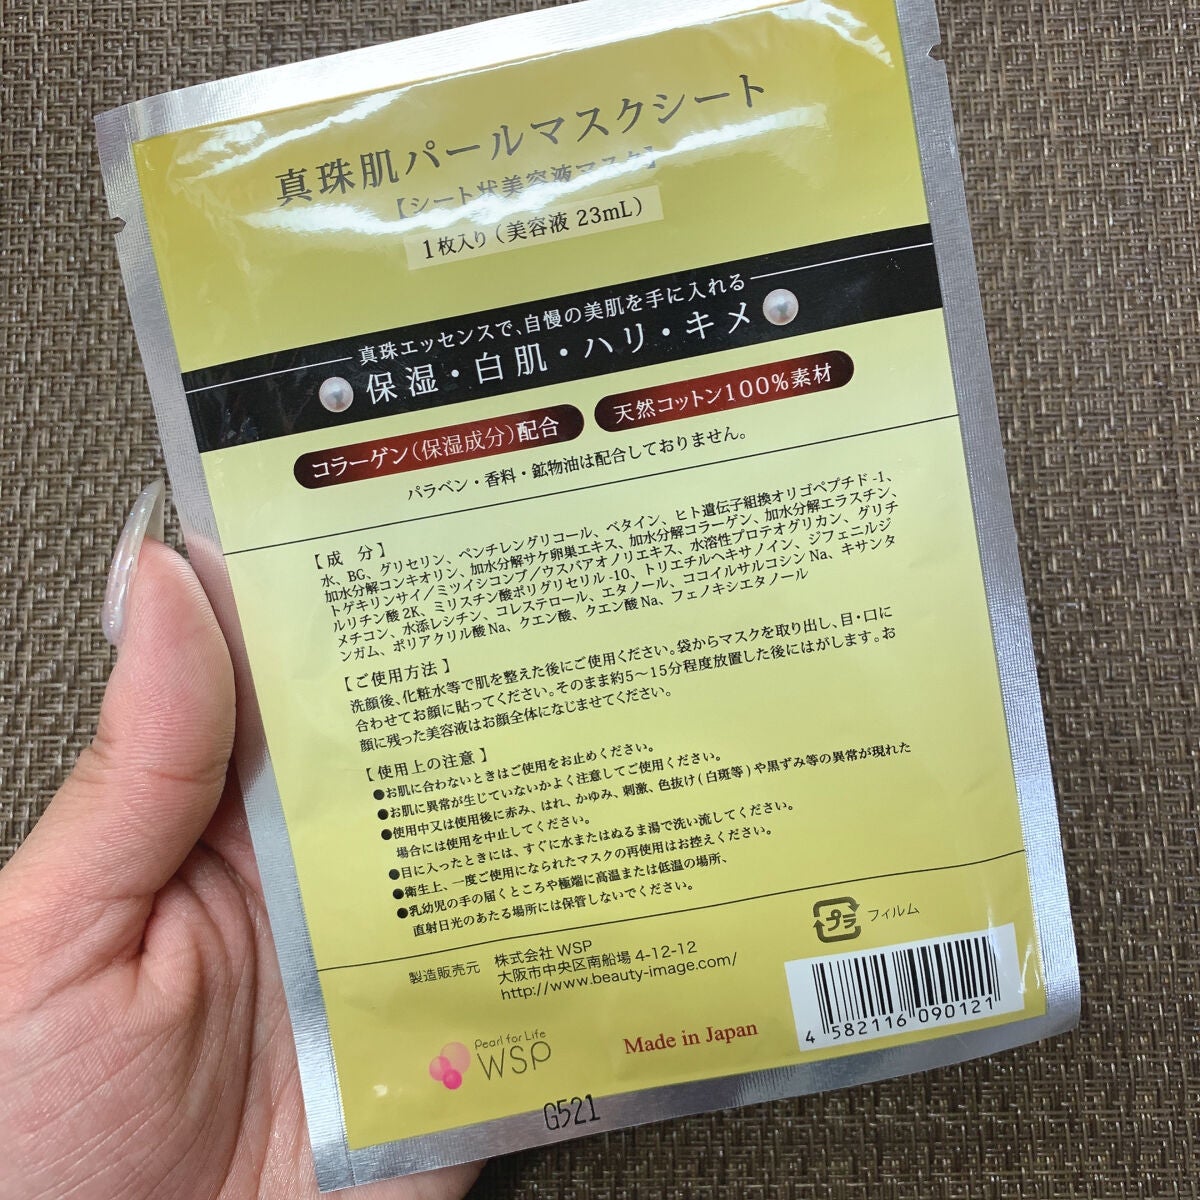 真珠肌パールマスクシート
【シート状美容液マスク】
1枚入り(美容液 23mL)
真珠エッセンスで、自慢の美肌を手に入れる
保湿・白肌・ハリ・キメ
コラーゲン(保湿成分)配合
天然コットン100%素材
パラベン・香料・鉱物油は配合しておりません。
【 成　分 】
水、BG、グリセリン、ペンチレングリコール、ベタイン、ヒト遺伝子組換オリゴペプチド-1、
加水分解コンキオリン、加水分解サケ卵巣エキス、加水分解コラーゲン、加水分解エラスチン、
トゲキリンサイ/ミツイシコンブ/ウスバアオノリエキス、水溶性プロテオグリカン、グリチ
ルリチン酸2K、ミリスチン酸ポリグリセリル-10、トリエチルヘキサノイン、ジフェニルジ
メチコン、水添レシチン、コレステロール、エタノール、ココイルサルコシンNa、キサンタ
ンガム、ポリアクリル酸Na、クエン酸、クエン酸Na、フェノキシエタノール
【 ご使用方法 】
洗顔後、化粧水等で肌を整えた後にご使用ください。袋からマスクを取り出し、目・口に
合わせてお顔に貼ってください。そのまま約5〜15分程度放置した後にはがします。お
顔に残った美容液はお顔全体になじませてください。
【 使用上の注意 】
●お肌に合わないときはご使用をお止めください。
●お肌に異常が生じていないかよく注意してご使用ください。
●使用中又は使用後に赤み、はれ、かゆみ、刺激、色抜け(白斑等)や黒ずみ等の異常が現れた
場合には使用を中止してください。
●目に入ったときには、すぐに水またはぬるま湯で洗い流してください。
●衛生上、一度ご使用になられたマスクの再使用はお控えください。
●乳幼児の手の届くところや極端に高温または低温の場所、
直射日光のあたる場所には保管しないでください。
プラ フィルム
製造販売元 株式会社 WSP
大阪市中央区南船場 4-12-12
http://www.beauty-image.com/
Pearl for Life
WSP
Made in Japan
4 582116 090121
G521